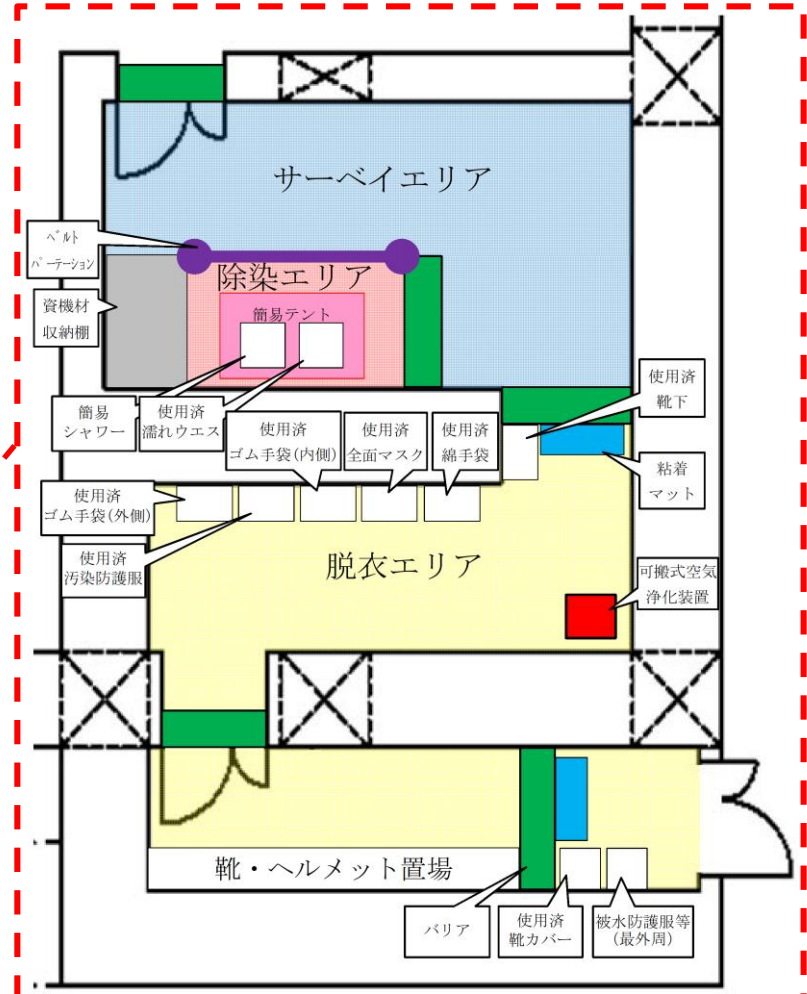 サーベイエリア
ベルト
パーテーション
除染エリア
資機材
収納棚
簡易テント
簡易
シャワー
使用済
濡れウエス
使用済
ゴム手袋(内側)
使用済
全面マスク
使用済
綿手袋
使用済
靴下
粘着
マット
使用済
ゴム手袋(外側)
使用済
汚染防護服
脱衣エリア
可搬式空気
浄化装置
靴・ヘルメット置場
バリア
使用済
靴カバー
被水防護服等
(最外周)